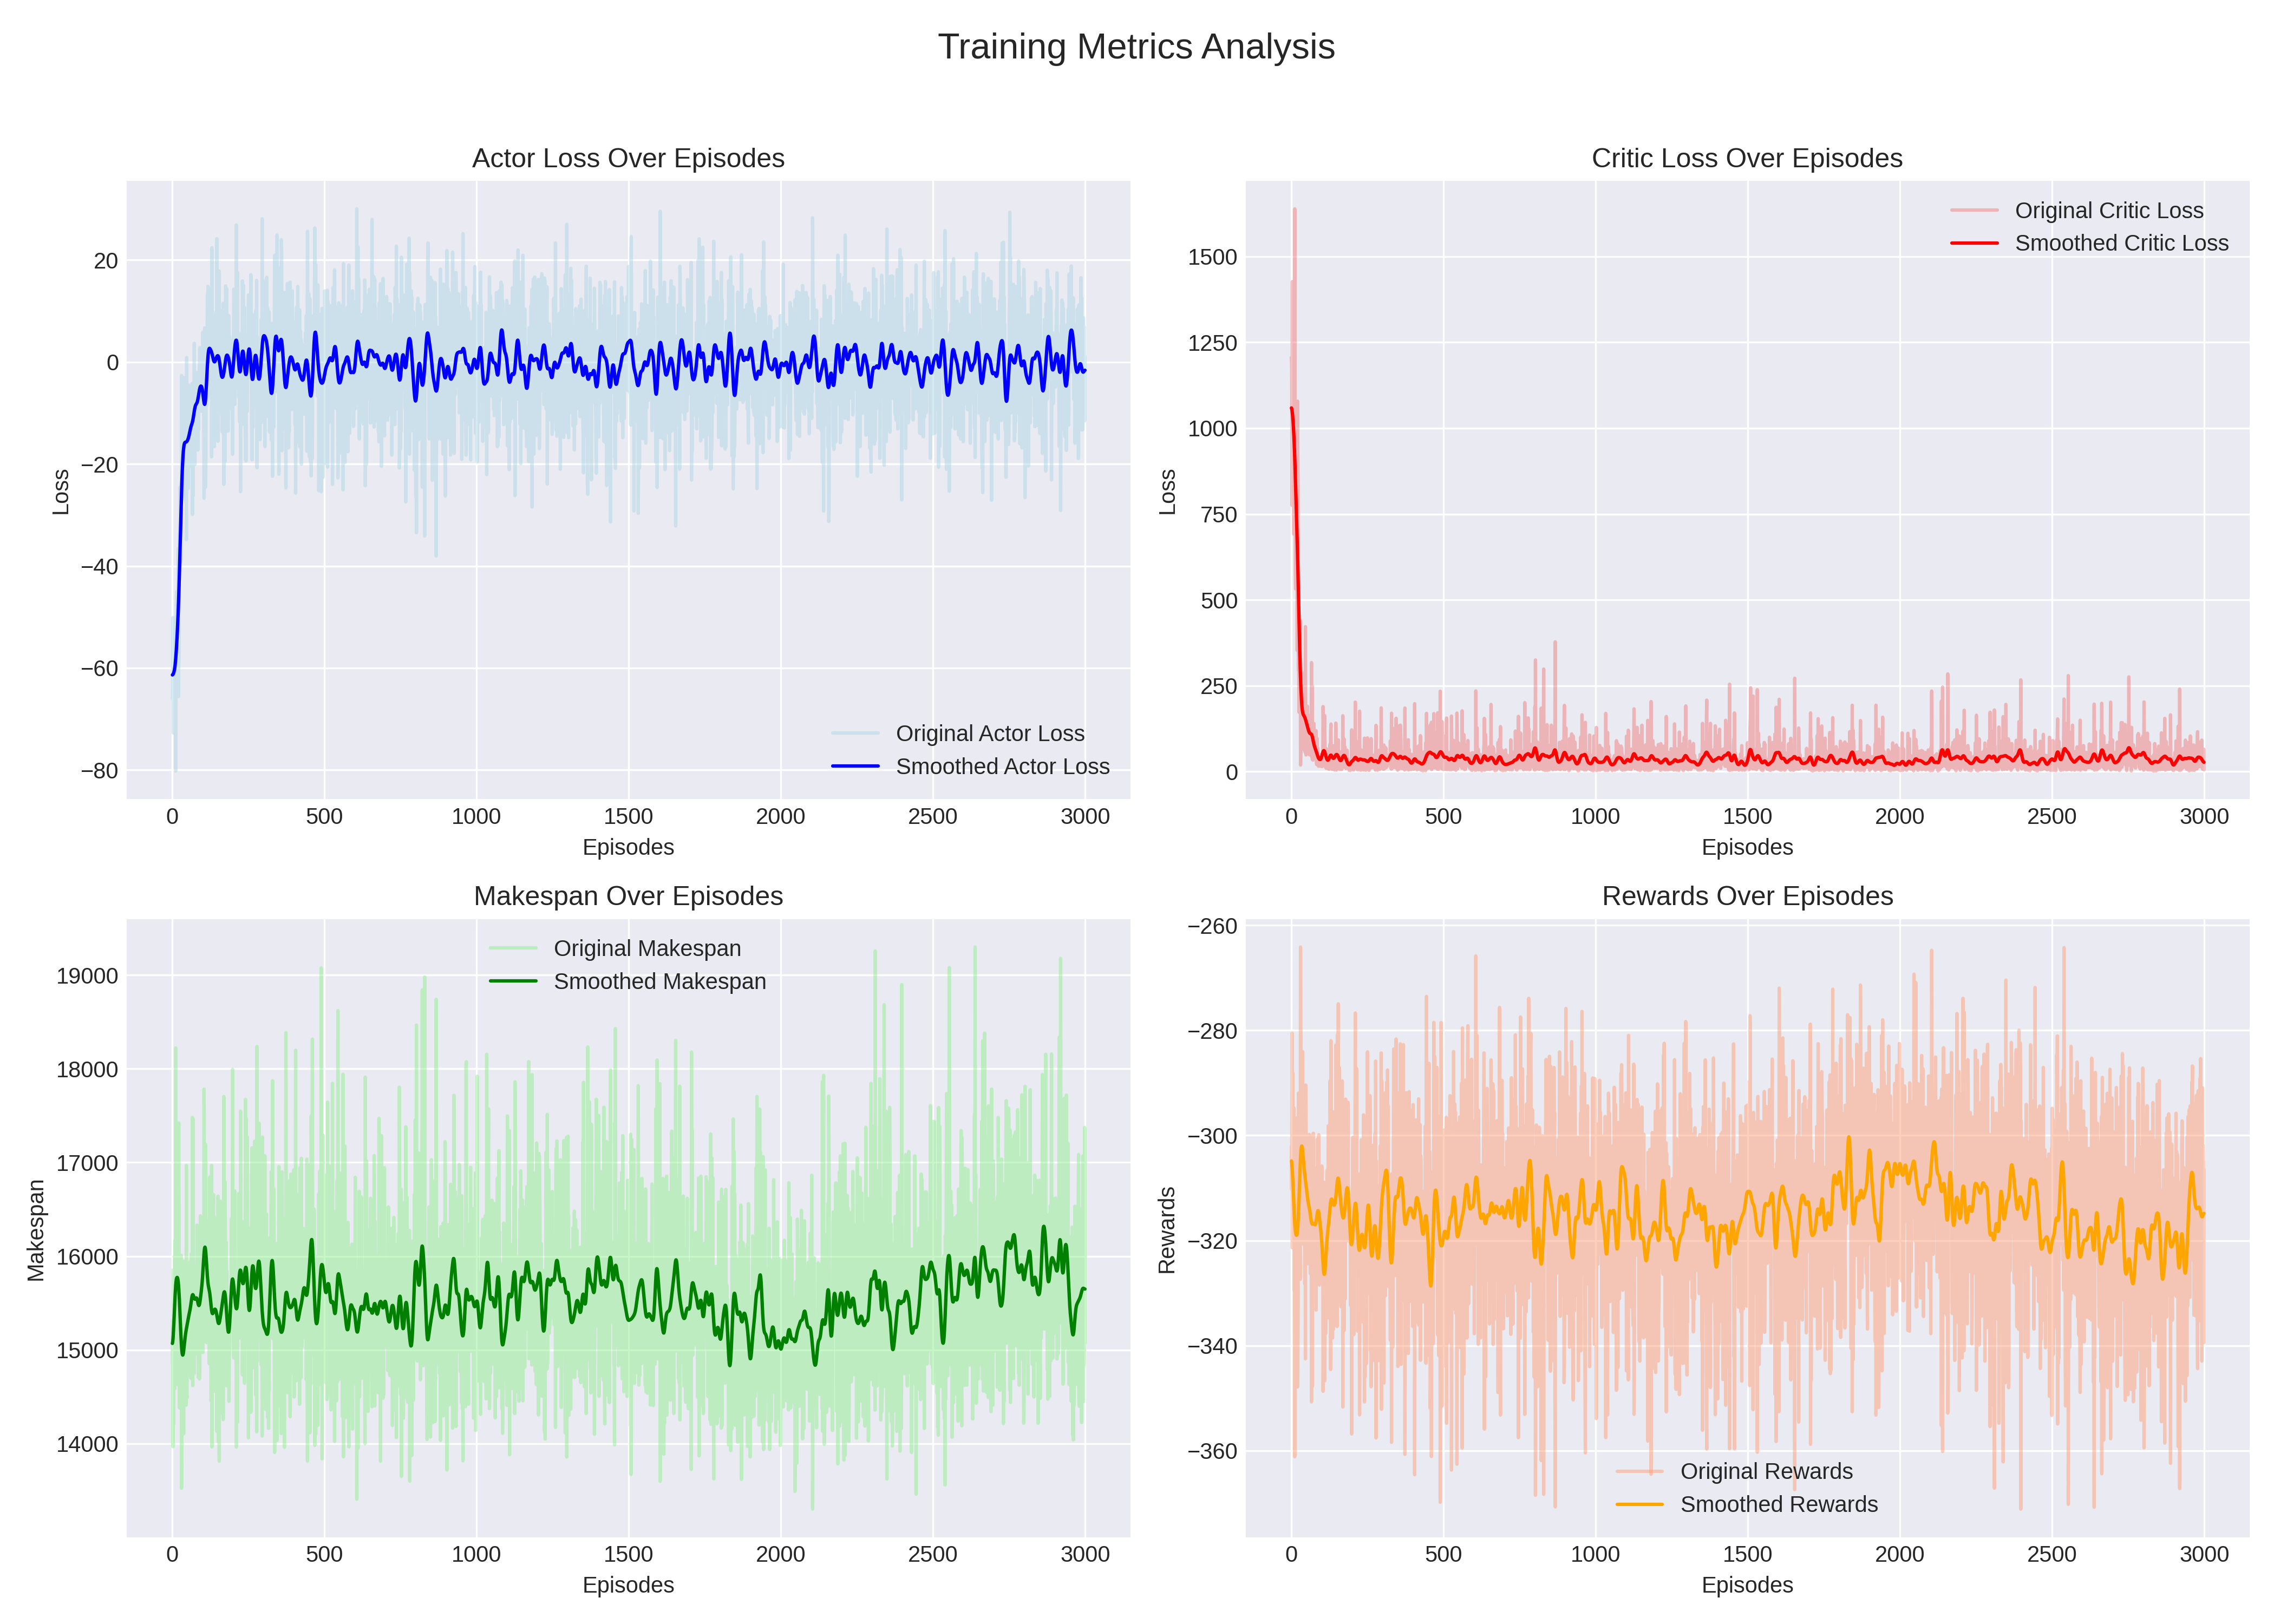 Training Metrics Analysis
Actor Loss Over Episodes
Loss
20
0
−20
−40
−60
−80
Original Actor Loss
Smoothed Actor Loss
0 500 1000 1500 2000 2500 3000
Episodes
Critic Loss Over Episodes
Loss
1500
1250
1000
750
500
250
0
Original Critic Loss
Smoothed Critic Loss
0 500 1000 1500 2000 2500 3000
Episodes
Makespan Over Episodes
Makespan
19000
18000
17000
16000
15000
14000
Original Makespan
Smoothed Makespan
0 500 1000 1500 2000 2500 3000
Episodes
Rewards Over Episodes
Rewards
−260
−280
−300
−320
−340
−360
Original Rewards
Smoothed Rewards
0 500 1000 1500 2000 2500 3000
Episodes